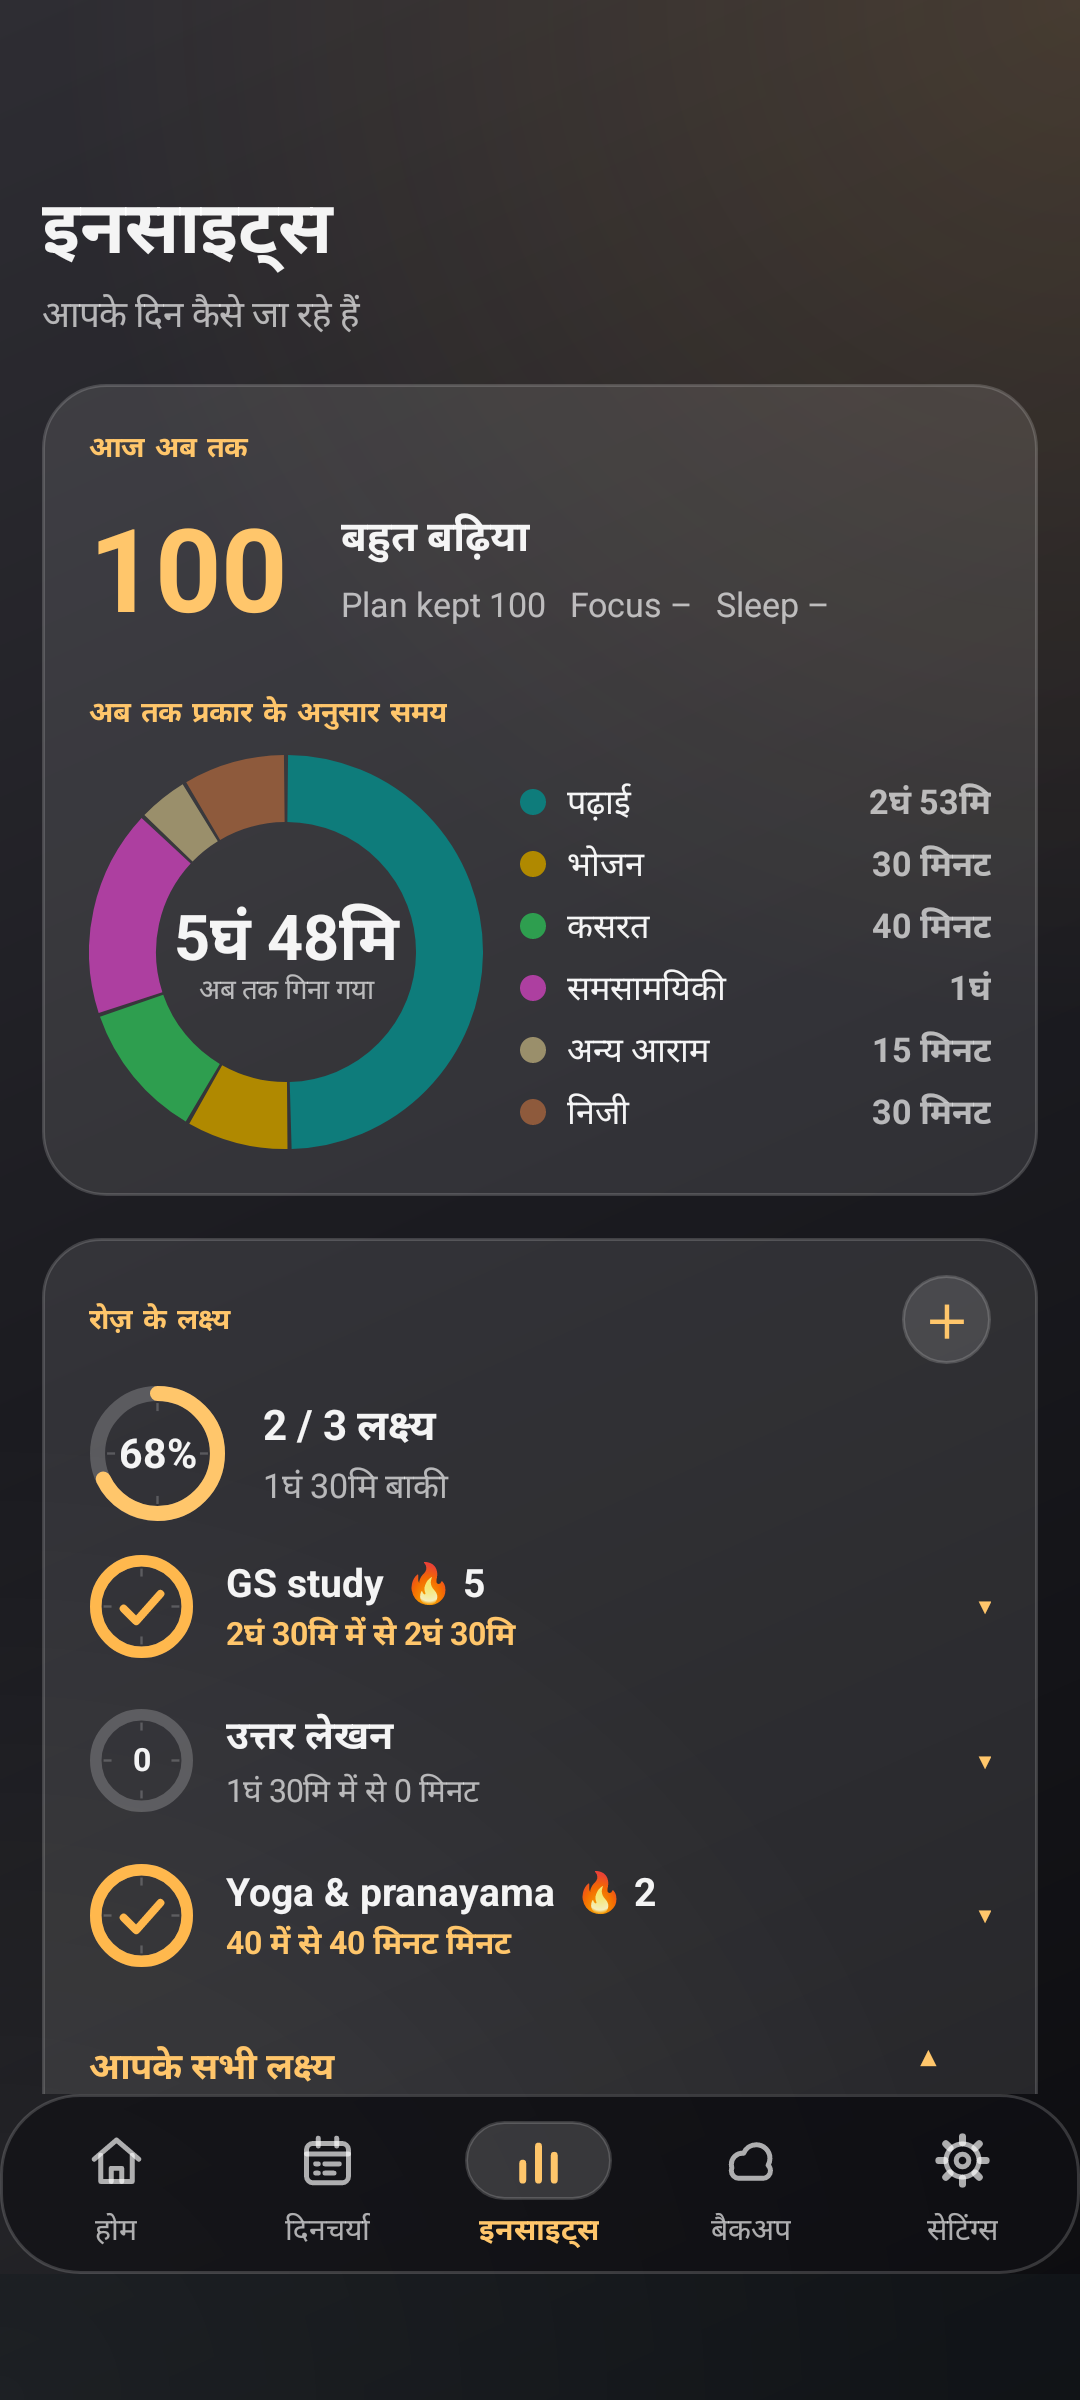 इनसाइट्स
आपके दिन कैसे जा रहे हैं
आज अब तक
100
बहुत बढ़िया
Plan kept 100 Focus – Sleep –
अब तक प्रकार के अनुसार समय
5घं 48मि
अब तक गिना गया
पढ़ाई 2घं 53मि
भोजन 30 मिनट
कसरत 40 मिनट
समसामयिकी 1घं
अन्य आराम 15 मिनट
निजी 30 मिनट
रोज़ के लक्ष्य
+
68%
2 / 3 लक्ष्य
1घं 30मि बाकी
GS study 🔥 5
2घं 30मि में से 2घं 30मि
0
उत्तर लेखन
1घं 30मि में से 0 मिनट
Yoga & pranayama 🔥 2
40 में से 40 मिनट मिनट
आपके सभी लक्ष्य
होम दिनचर्या इनसाइट्स बैकअप सेटिंग्स